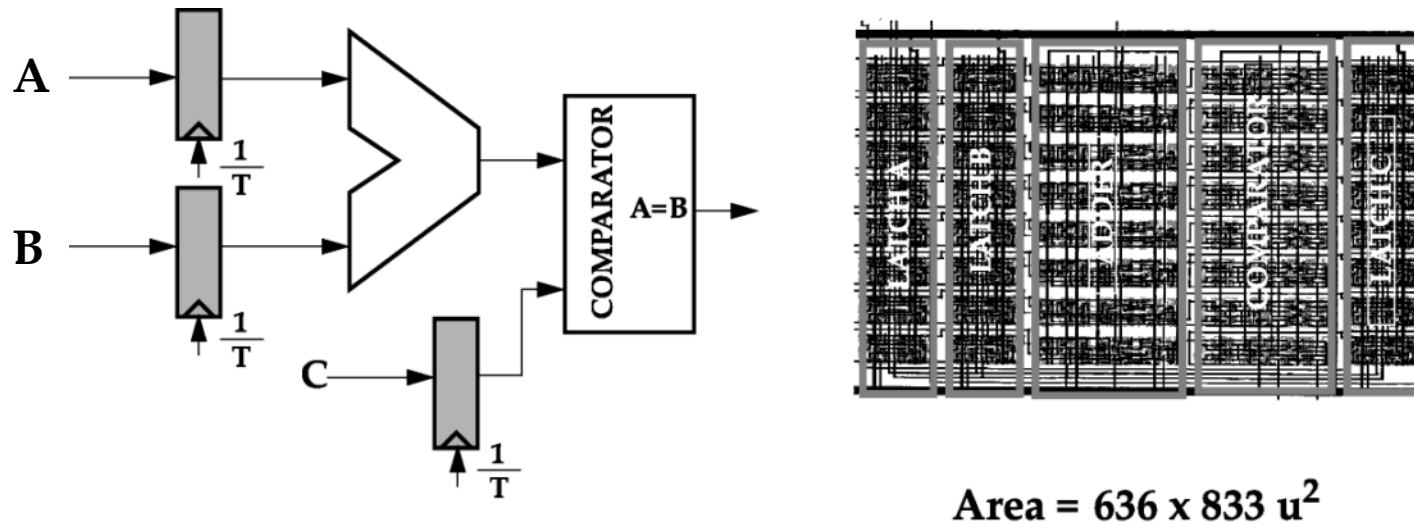 A
1
T
B
1
T
C
1
T
COMPARATOR
A=B
LATCH A
LATCH B
ADDER
COMPARATOR
LATCH C
Area = 636 x 833 u²